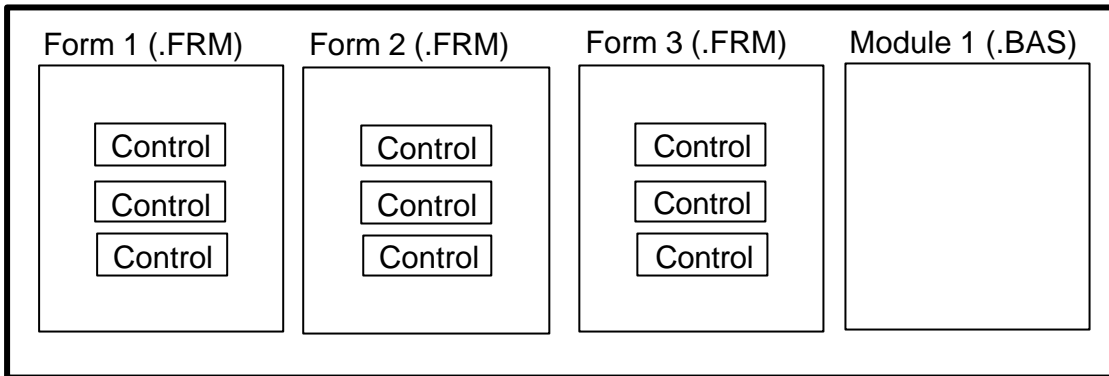 Form 1 (.FRM) Form 2 (.FRM) Form 3 (.FRM) Module 1 (.BAS)
Control Control Control
Control Control Control
Control Control Control